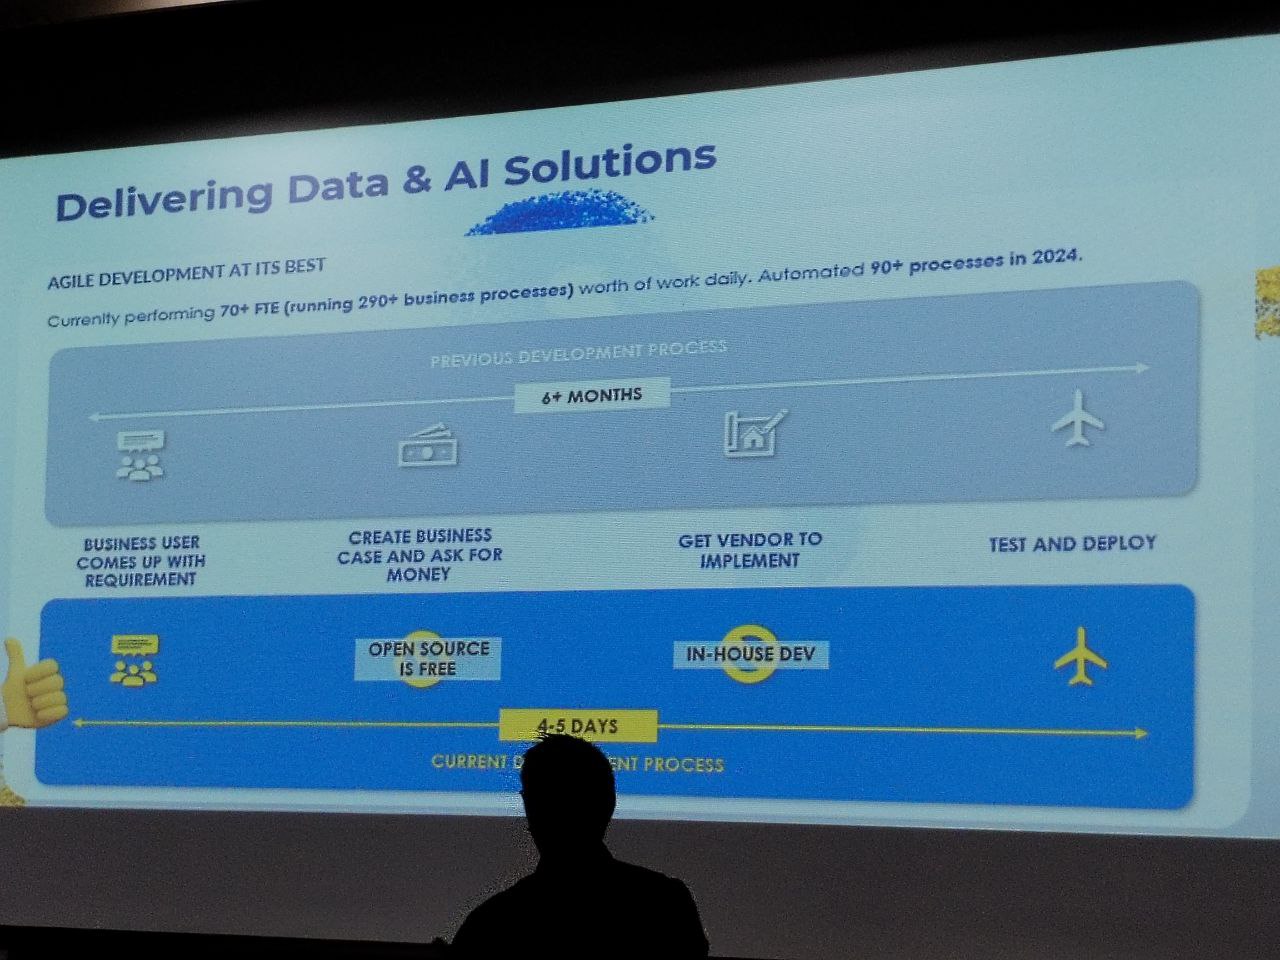 Delivering Data & AI Solutions
AGILE DEVELOPMENT AT ITS BEST
Currently performing 70+ FTE (running 290+ business processes) worth of work daily. Automated 90+ processes in 2024.
PREVIOUS DEVELOPMENT PROCESS
6+ MONTHS
BUSINESS USER
COMES UP WITH
REQUIREMENT
CREATE BUSINESS
CASE AND ASK FOR
MONEY
GET VENDOR TO
IMPLEMENT
TEST AND DEPLOY
OPEN SOURCE
IS FREE
IN-HOUSE DEV
4-5 DAYS
CURRENT PROCESS